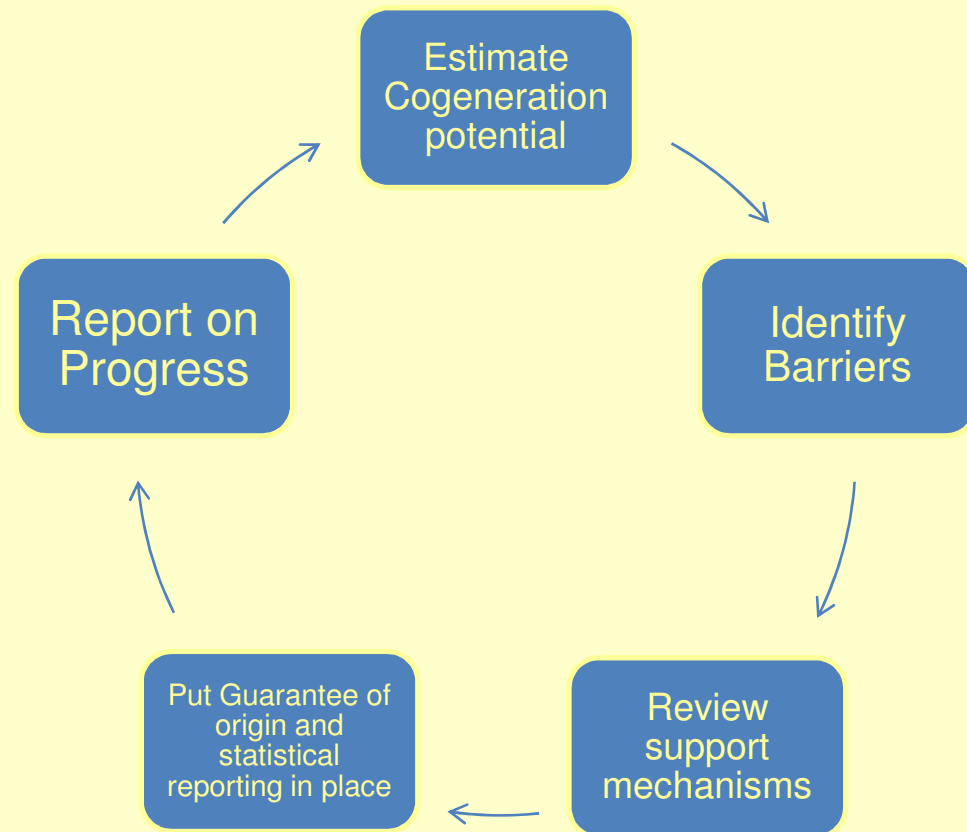 Estimate
Cogeneration
potential
Identify
Barriers
Review
support
mechanisms
Put Guarantee of
origin and
statistical
reporting in place
Report on
Progress